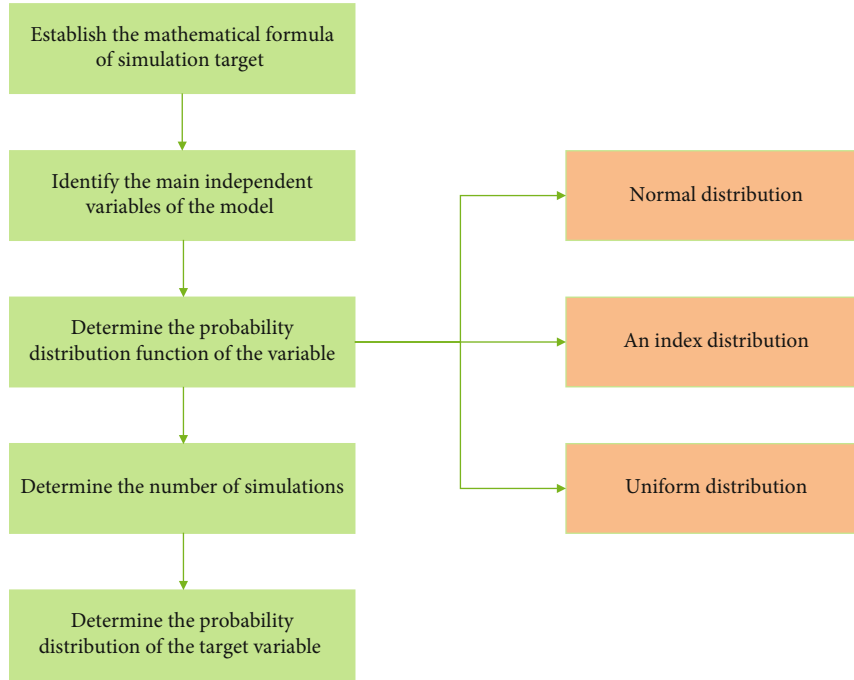 Establish the mathematical formula
of simulation target
Identify the main independent
variables of the model
Determine the probability
distribution function of the variable
Determine the number of simulations
Determine the probability
distribution of the target variable
Normal distribution
An index distribution
Uniform distribution